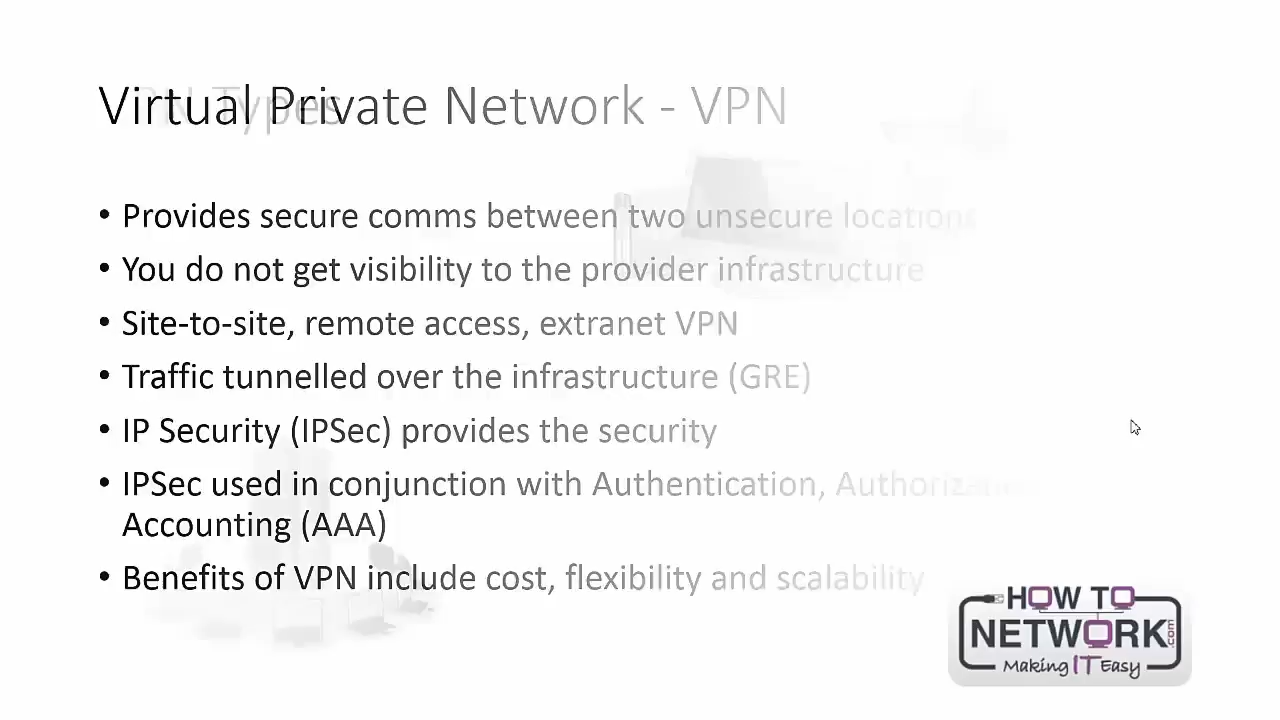 Virtual Private Network - VPN
VPN Types
• Provides secure comms between two unsecure locations
• You do not get visibility to the provider infrastructure
• Site-to-site, remote access, extranet VPN
• Traffic tunnelled over the infrastructure (GRE)
• IP Security (IPSec) provides the security
• IPSec used in conjunction with Authentication,
Accounting (AAA)
• Benefits of VPN include cost, flexibility and scalability
HOW TO
NETWORK.com
Making IT Easy